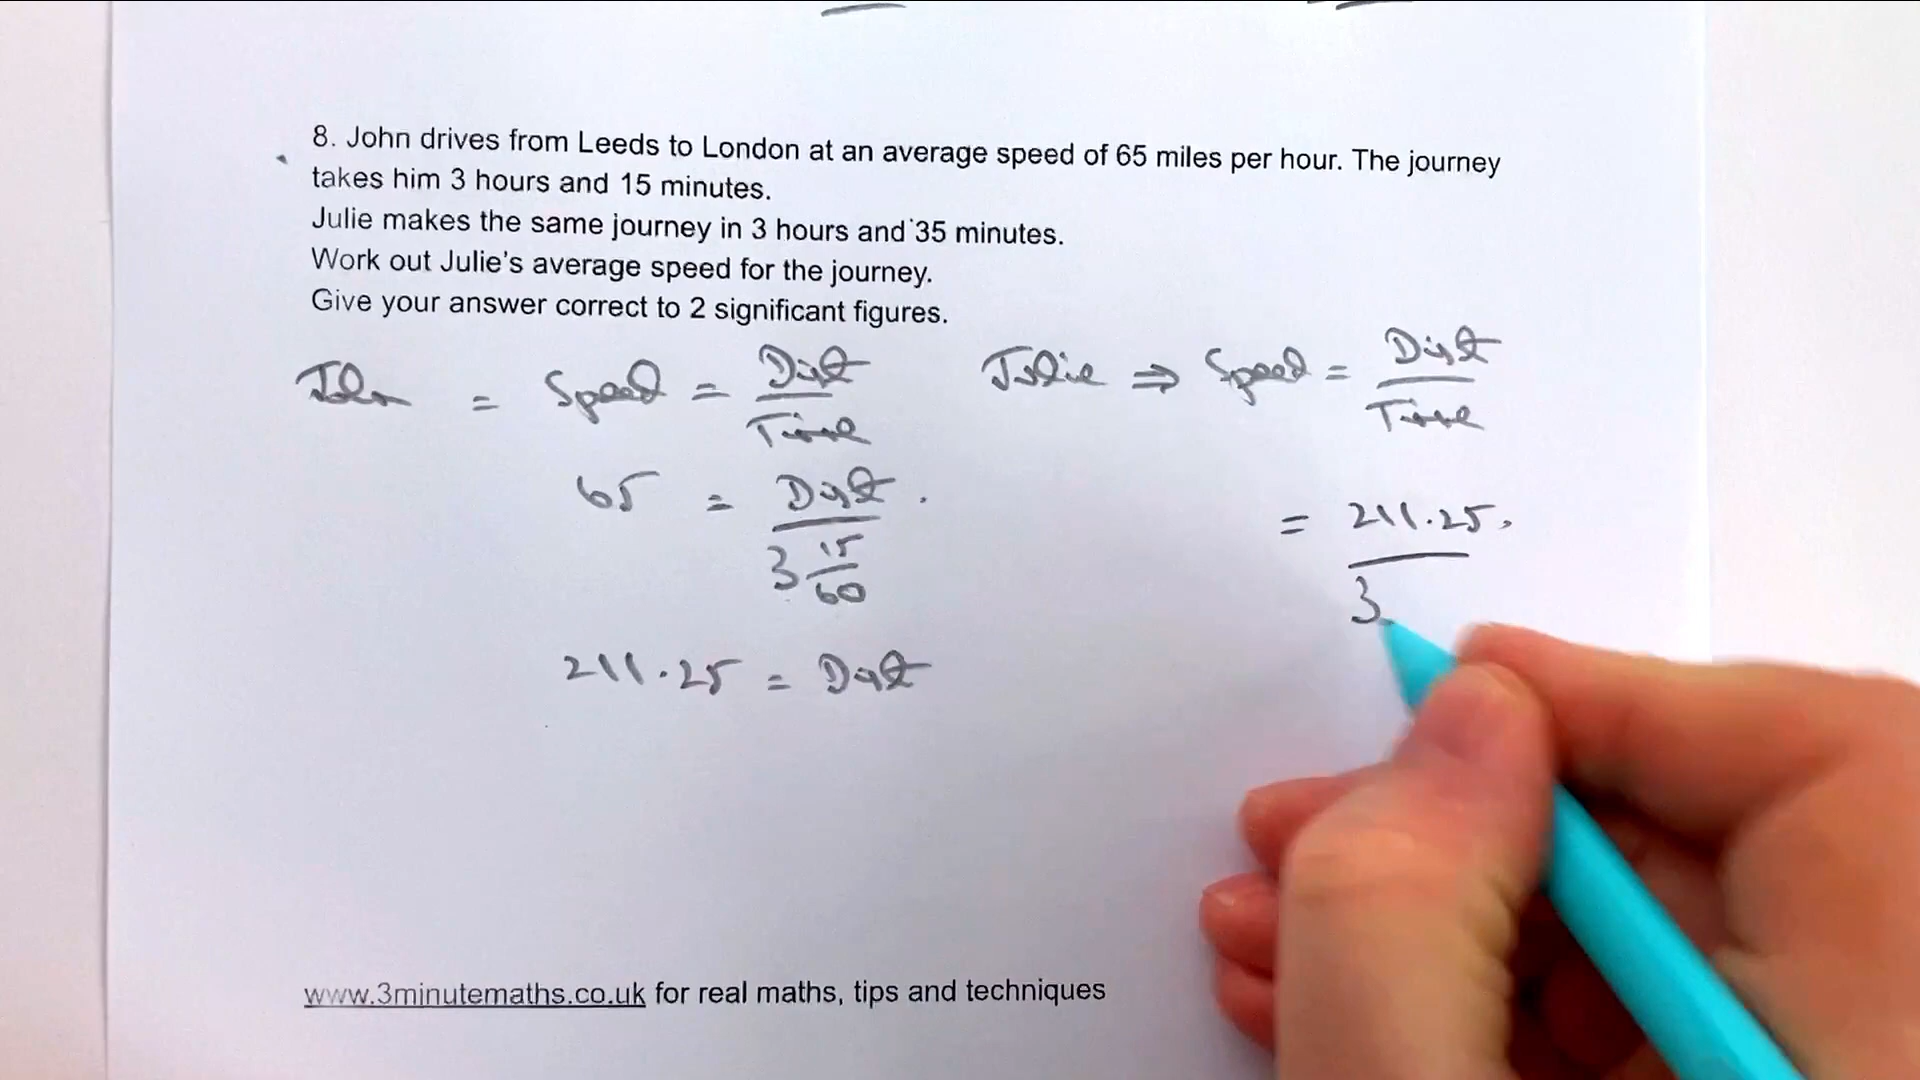 8. John drives from Leeds to London at an average speed of 65 miles per hour. The journey
takes him 3 hours and 15 minutes.
Julie makes the same journey in 3 hours and 35 minutes.
Work out Julie's average speed for the journey.
Give your answer correct to 2 significant figures.
John = Speed = Dist
Time
65 = Dist
3 15
60
211.25 = Dist
Julie ⇒ Speed = Dist
Time
= 211.25
3
www.3minutemaths.co.uk for real maths, tips and techniques